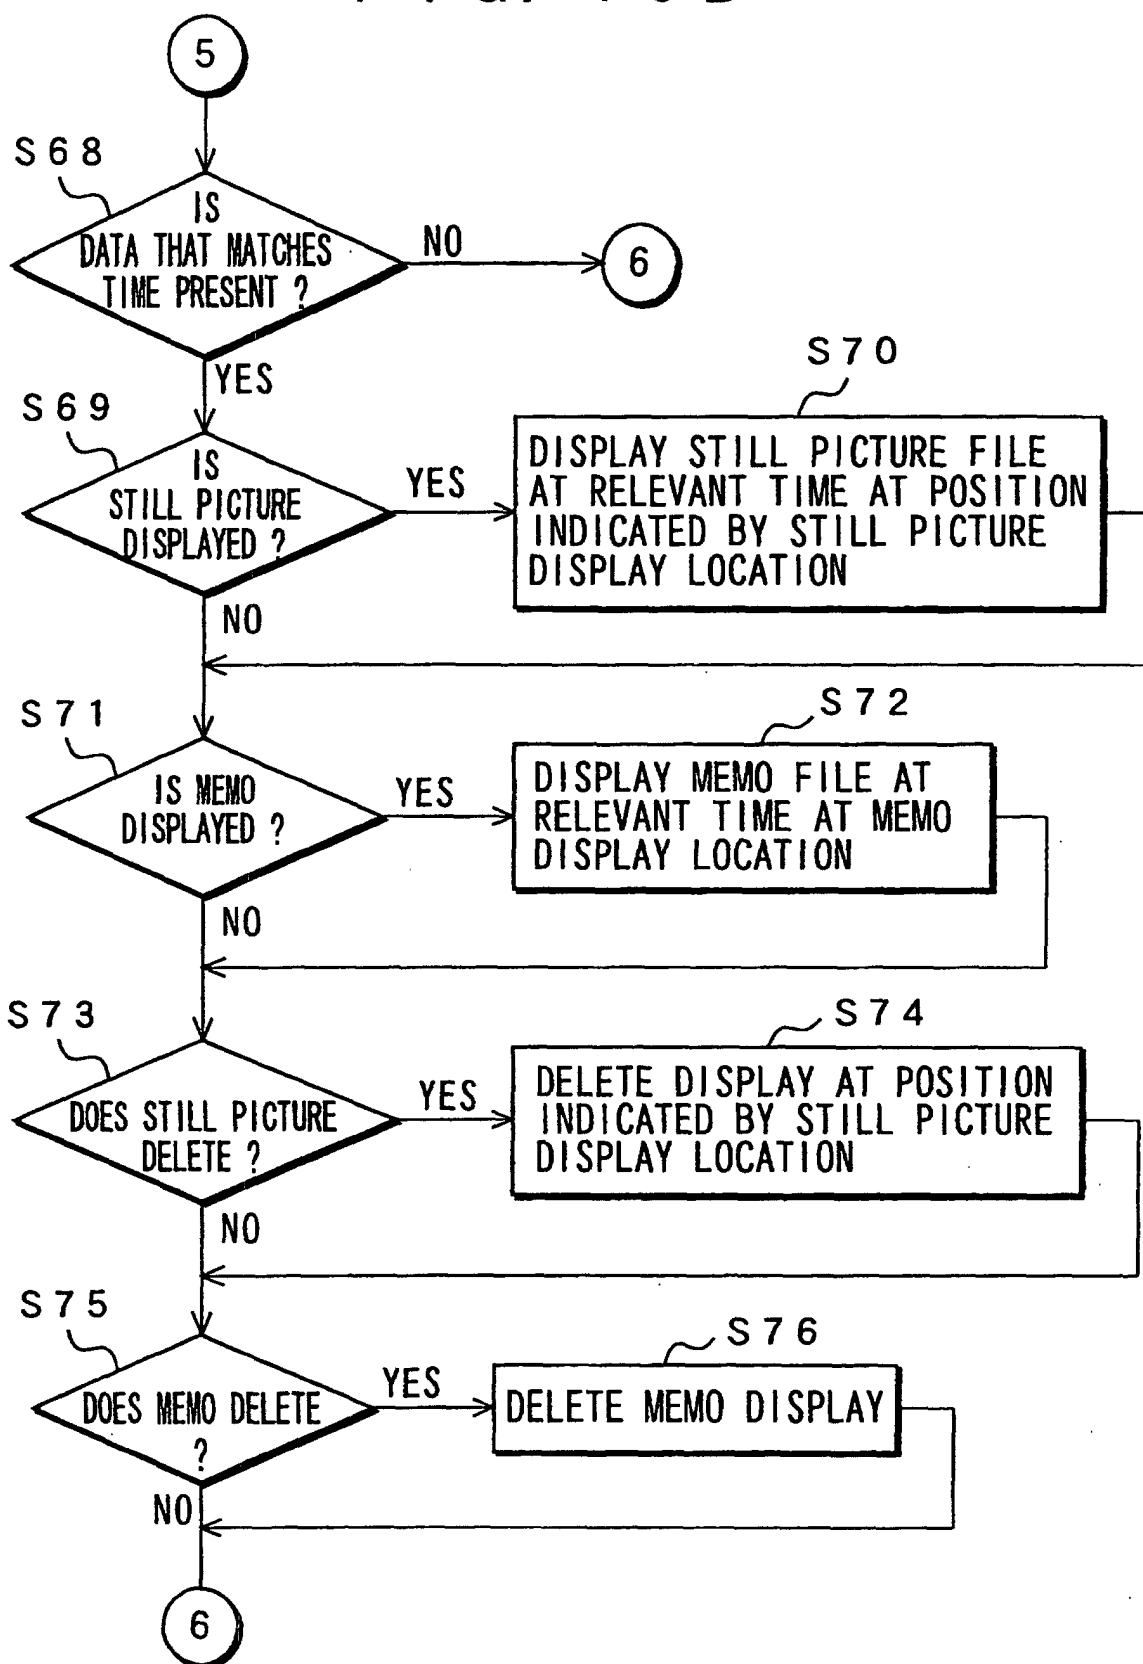 5
S68
IS
DATA THAT MATCHES
TIME PRESENT ?
NO
6
YES
S69
IS
STILL PICTURE
DISPLAYED ?
YES
S70
DISPLAY STILL PICTURE FILE
AT RELEVANT TIME AT POSITION
INDICATED BY STILL PICTURE
DISPLAY LOCATION
NO
S71
IS MEMO
DISPLAYED ?
YES
S72
DISPLAY MEMO FILE AT
RELEVANT TIME AT MEMO
DISPLAY LOCATION
NO
S73
DOES STILL PICTURE
DELETE ?
YES
S74
DELETE DISPLAY AT POSITION
INDICATED BY STILL PICTURE
DISPLAY LOCATION
NO
S75
DOES MEMO DELETE
?
YES
S76
DELETE MEMO DISPLAY
NO
6